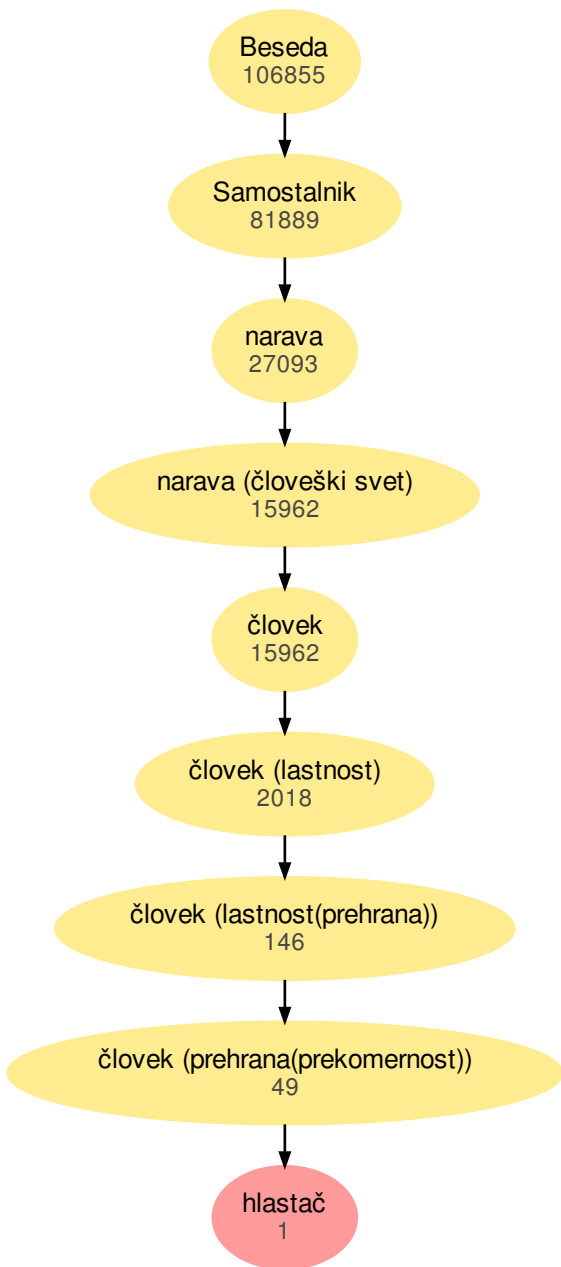 Beseda
106855
Samostalnik
81889
narava
27093
narava (človeški svet)
15962
človek
15962
človek (lastnost)
2018
človek (lastnost(prehrana))
146
človek (prehrana(prekomernost))
49
hlastač
1